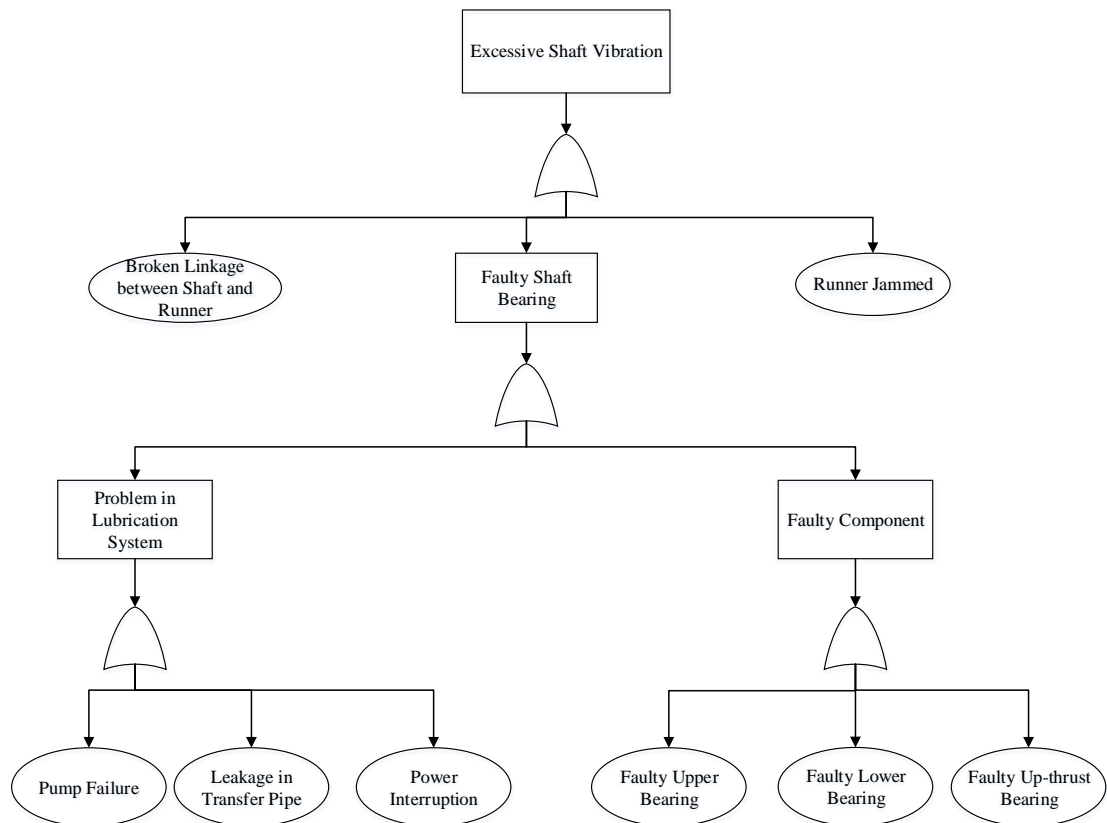 Excessive Shaft Vibration
Broken Linkage
between Shaft and
Runner
Faulty Shaft
Bearing
Runner Jammed
Problem in
Lubrication
System
Faulty Component
Pump Failure
Leakage in
Transfer Pipe
Power
Interruption
Faulty Upper
Bearing
Faulty Lower
Bearing
Faulty Up-thrust
Bearing